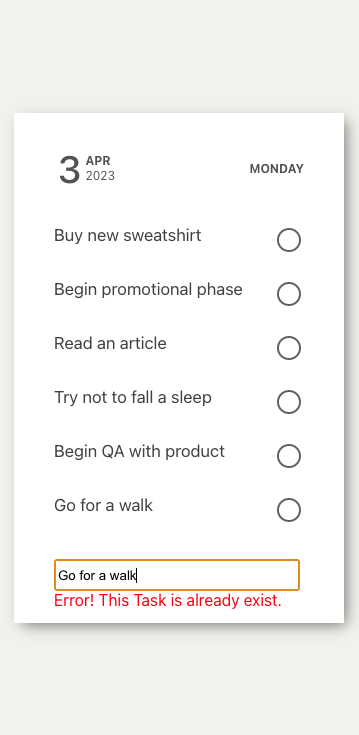 3 APR
2023
MONDAY
Buy new sweatshirt
Begin promotional phase
Read an article
Try not to fall a sleep
Begin QA with product
Go for a walk
Go for a walk
Error! This Task is already exist.